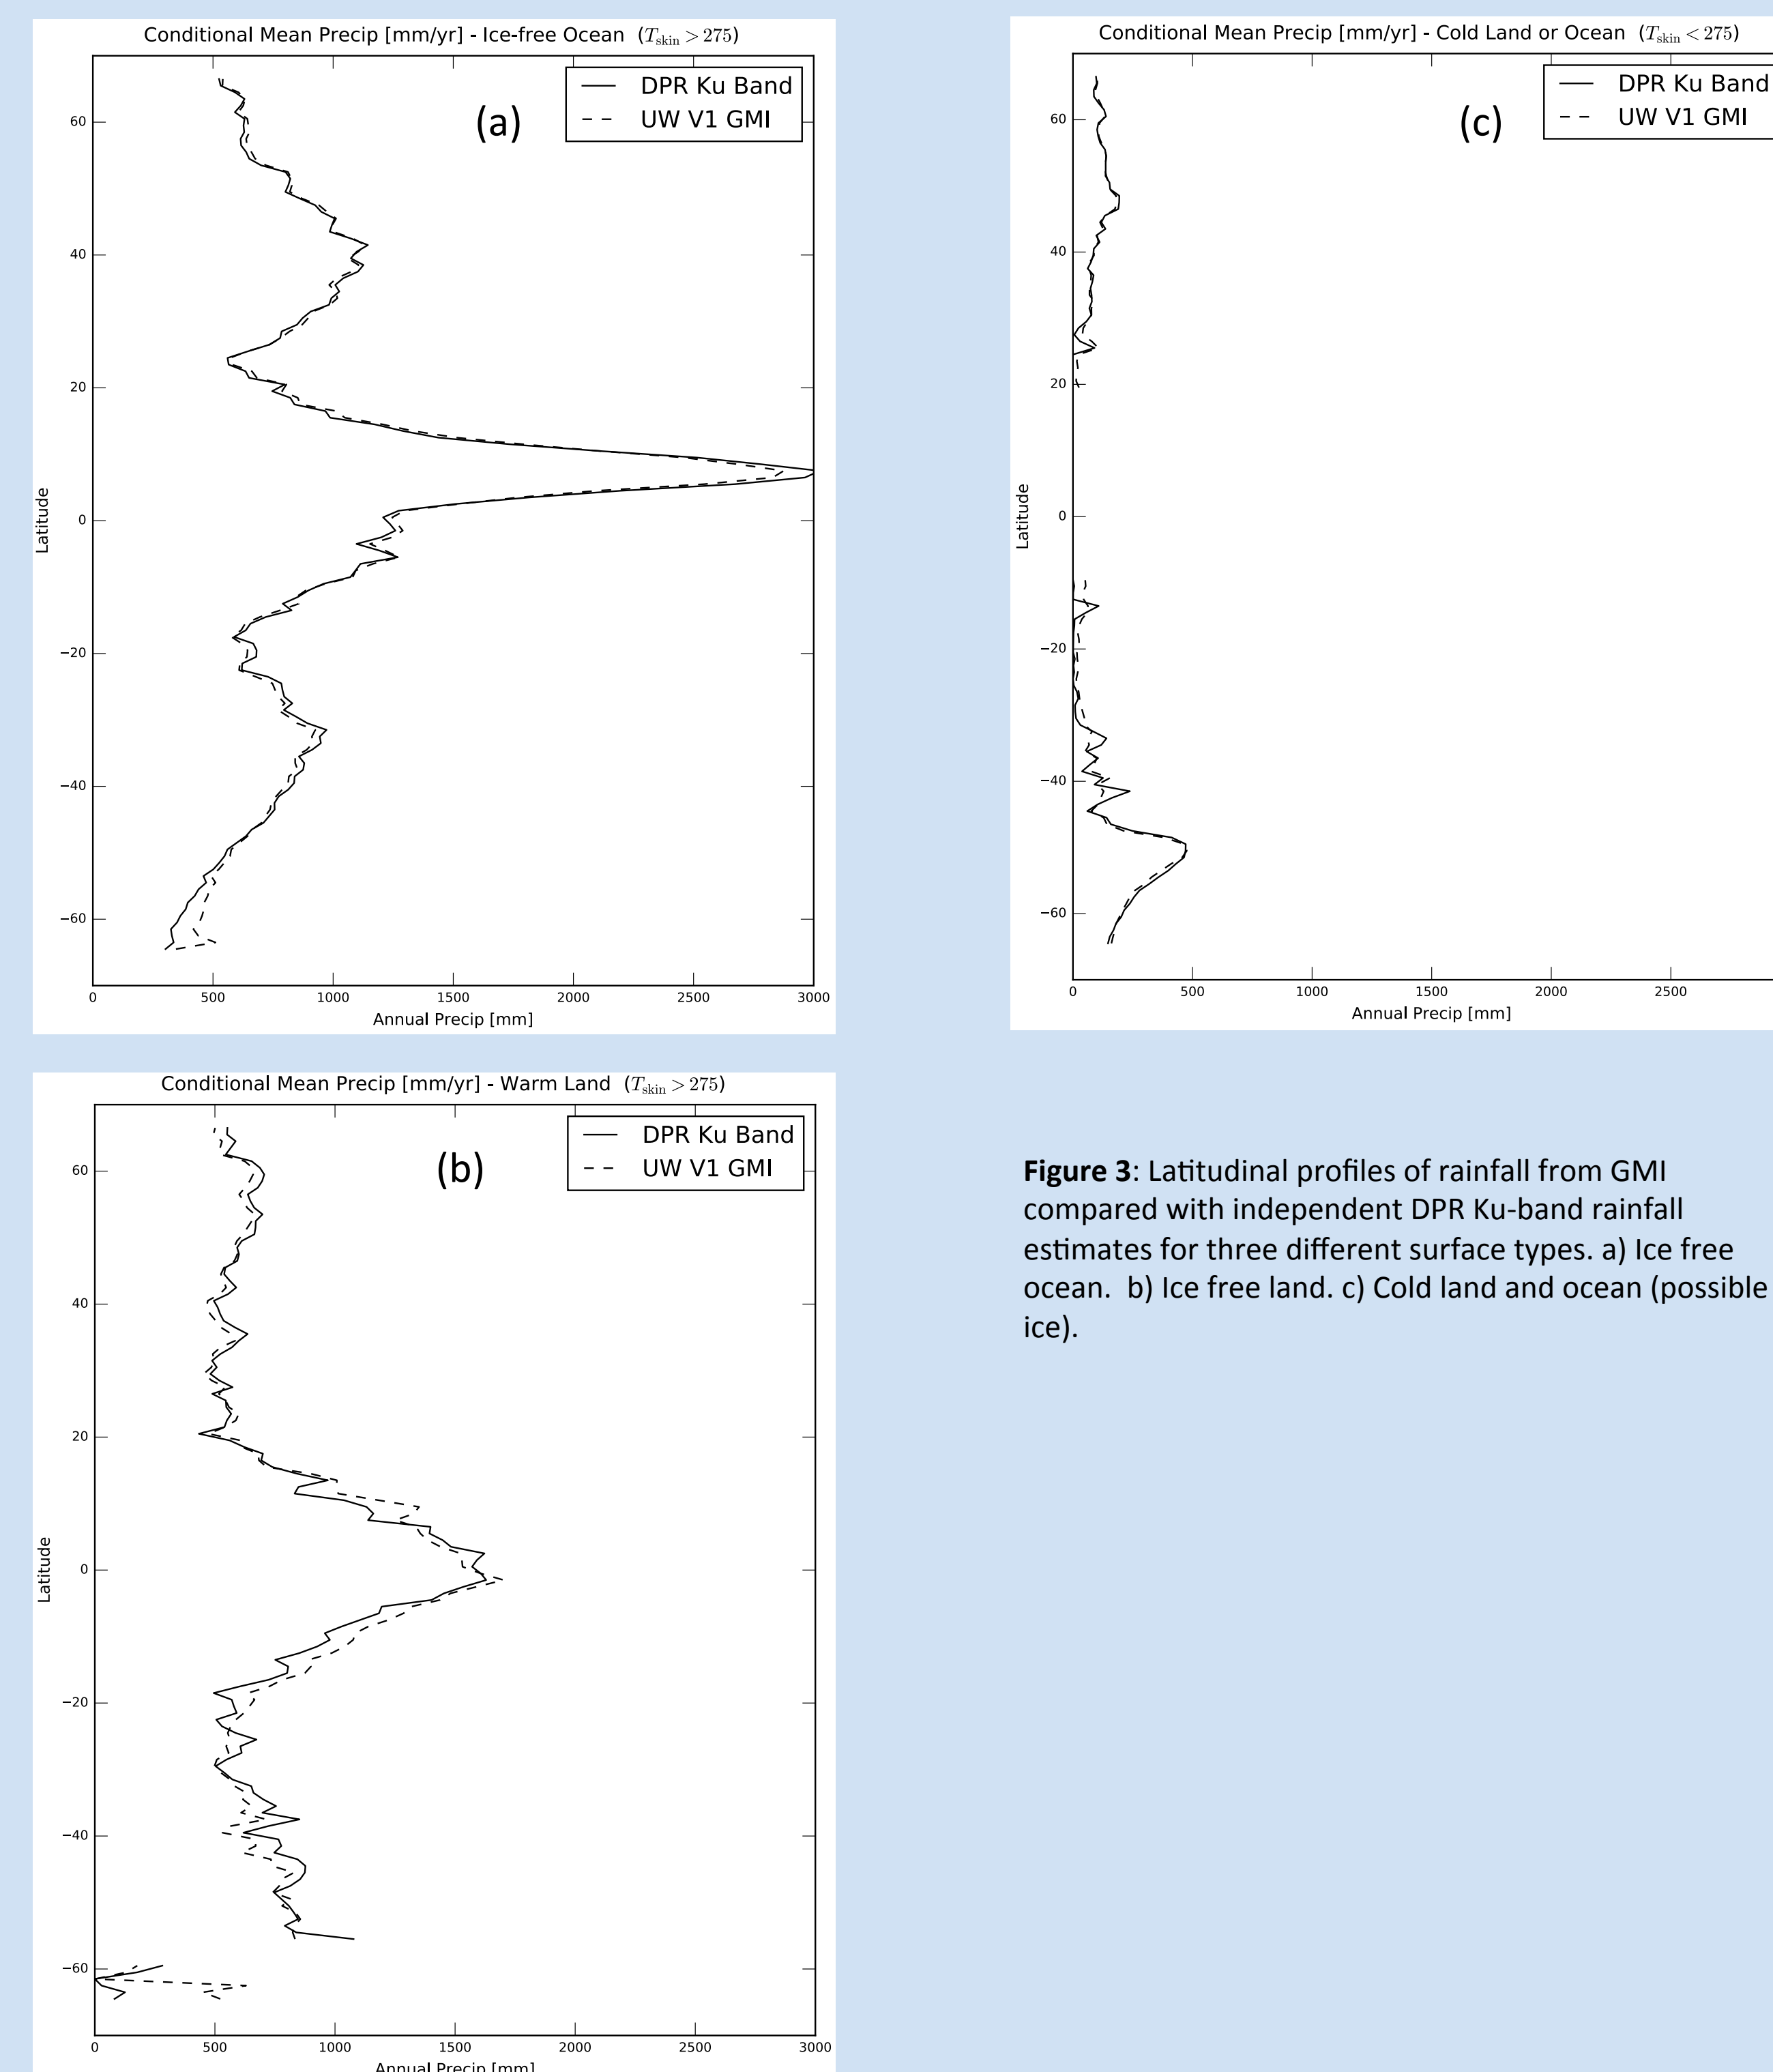 Conditional Mean Precip [mm/yr] - Ice-free Ocean (Tskin > 275)
DPR Ku Band
UW V1 GMI
(a)
60
40
20
0
−20
−40
−60
Latitude
0 500 1000 1500 2000 2500 3000
Annual Precip [mm]
Conditional Mean Precip [mm/yr] - Cold Land or Ocean (Tskin < 275)
DPR Ku Band
UW V1 GMI
(c)
60
40
20
0
−20
−40
−60
Latitude
0 500 1000 1500 2000 2500
Annual Precip [mm]
Conditional Mean Precip [mm/yr] - Warm Land (Tskin > 275)
DPR Ku Band
UW V1 GMI
(b)
60
40
20
0
−20
−40
−60
Latitude
0 500 1000 1500 2000 2500 3000
Annual Precip [mm]
Figure 3: Latitudinal profiles of rainfall from GMI
compared with independent DPR Ku-band rainfall
estimates for three different surface types. a) Ice free
ocean. b) Ice free land. c) Cold land and ocean (possible
ice).